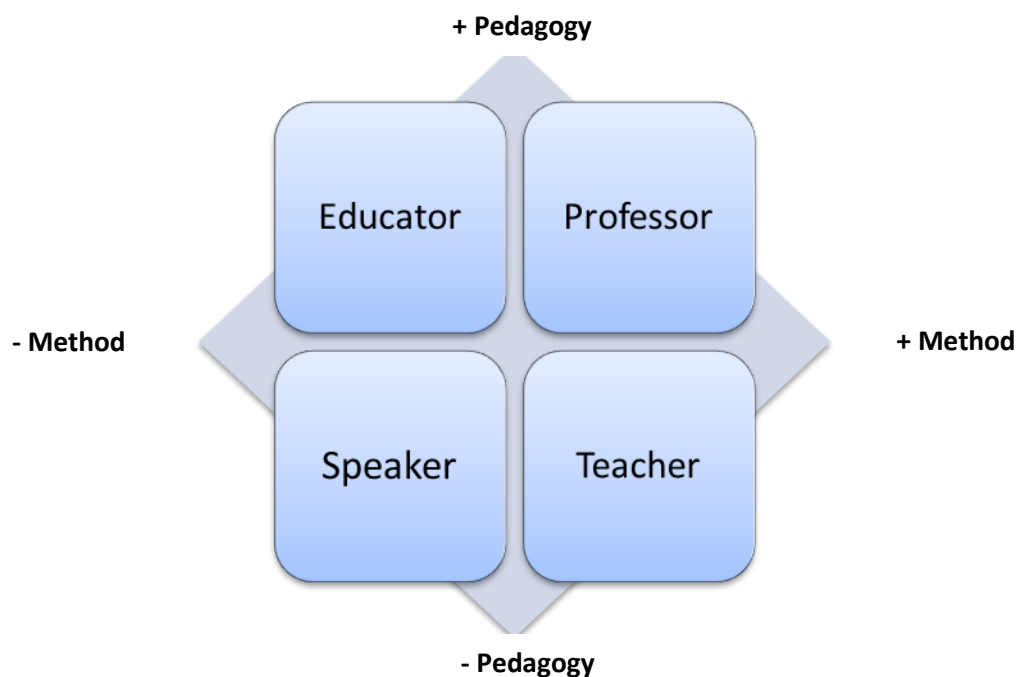 + Pedagogy
Educator
Professor
- Method
+ Method
Speaker
Teacher
- Pedagogy